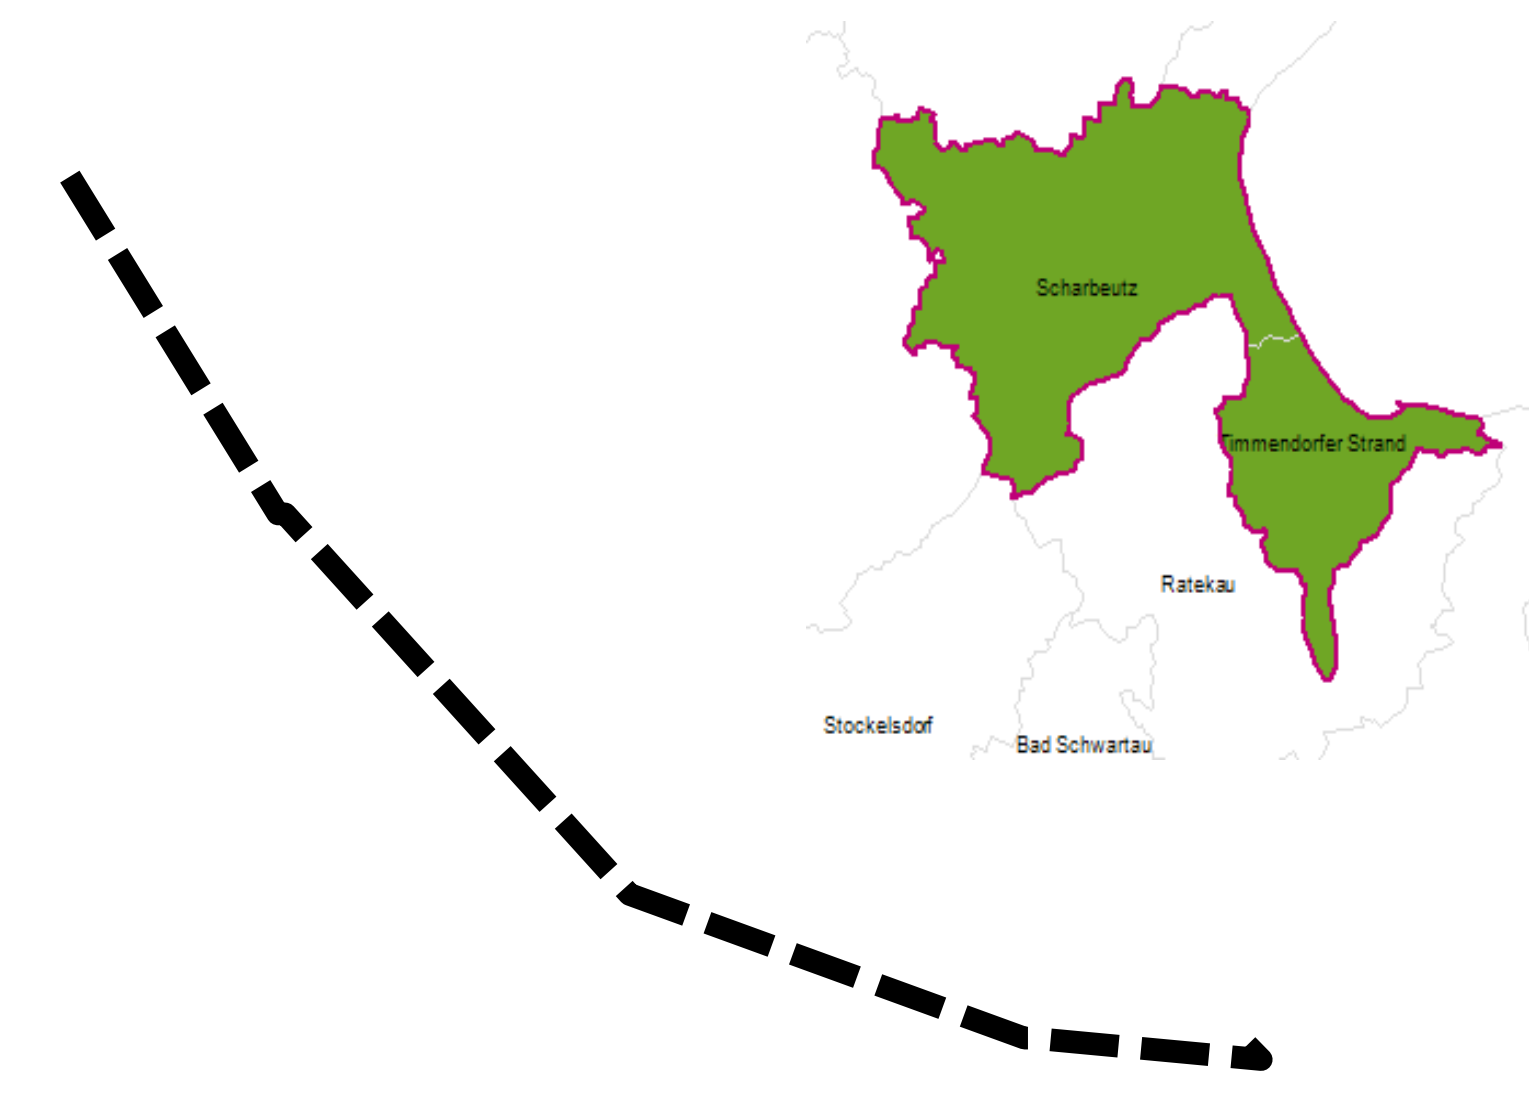 Scharbeutz
Timmendorfer Strand
Ratekau
Stockelsdorf
Bad Schwartau